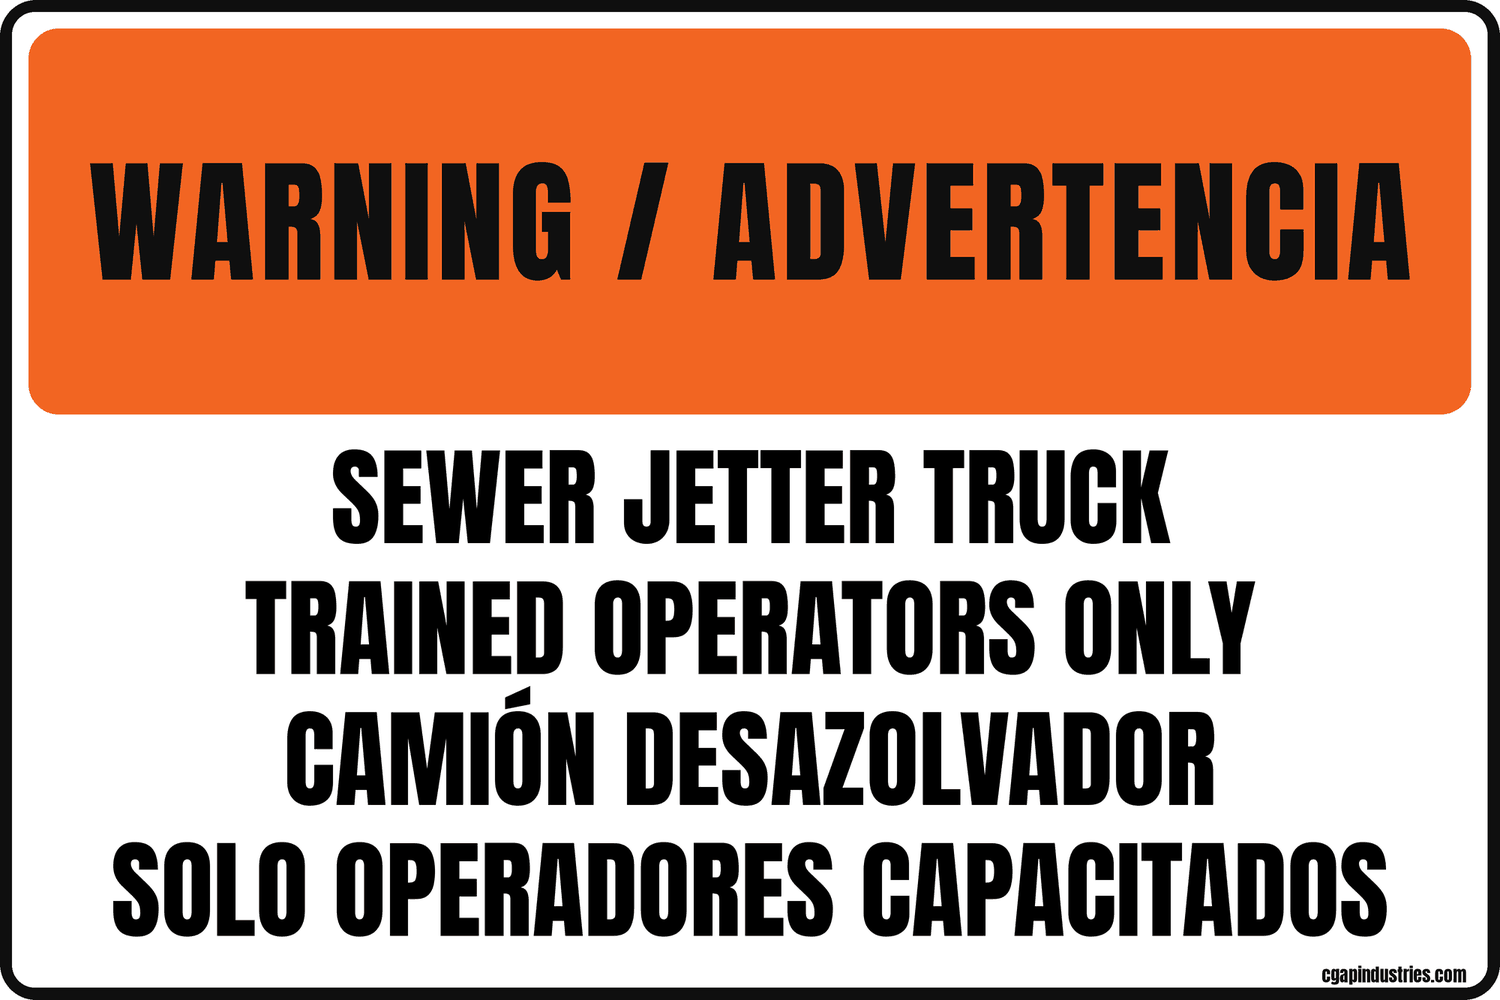 WARNING / ADVERTENCIA
SEWER JETTER TRUCK
TRAINED OPERATORS ONLY
CAMIÓN DESAZOLVADOR
SOLO OPERADORES CAPACITADOS
cgapindustries.com